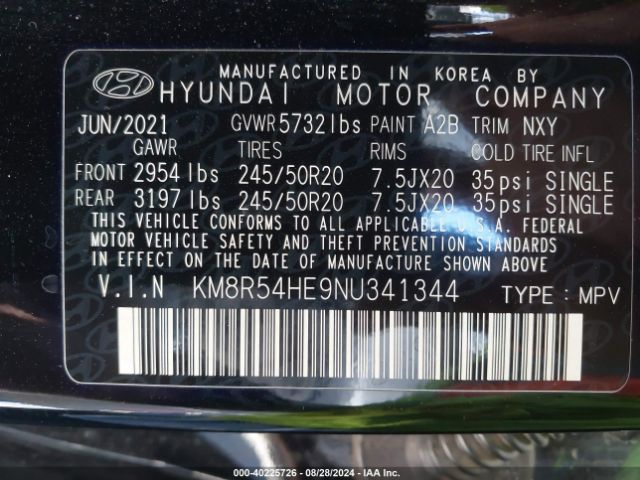 MANUFACTURED IN KOREA BY
HYUNDAI MOTOR COMPANY
JUN/2021 GVWR 5732 lbs PAINT A2B TRIM NXY
GAWR TIRES RIMS COLD TIRE INFL
FRONT 2954 lbs 245/50R20 7.5JX20 35 psi SINGLE
REAR 3197 lbs 245/50R20 7.5JX20 35 psi SINGLE
THIS VEHICLE CONFORMS TO ALL APPLICABLE U.S.A. FEDERAL
MOTOR VEHICLE SAFETY AND THEFT PREVENTION STANDARDS
IN EFFECT ON THE DATE OF MANUFACTURE SHOWN ABOVE.
V.I.N KM8R54HE9NU341344 TYPE : MPV
000-40225726 - 08/28/2024 - IAA Inc.